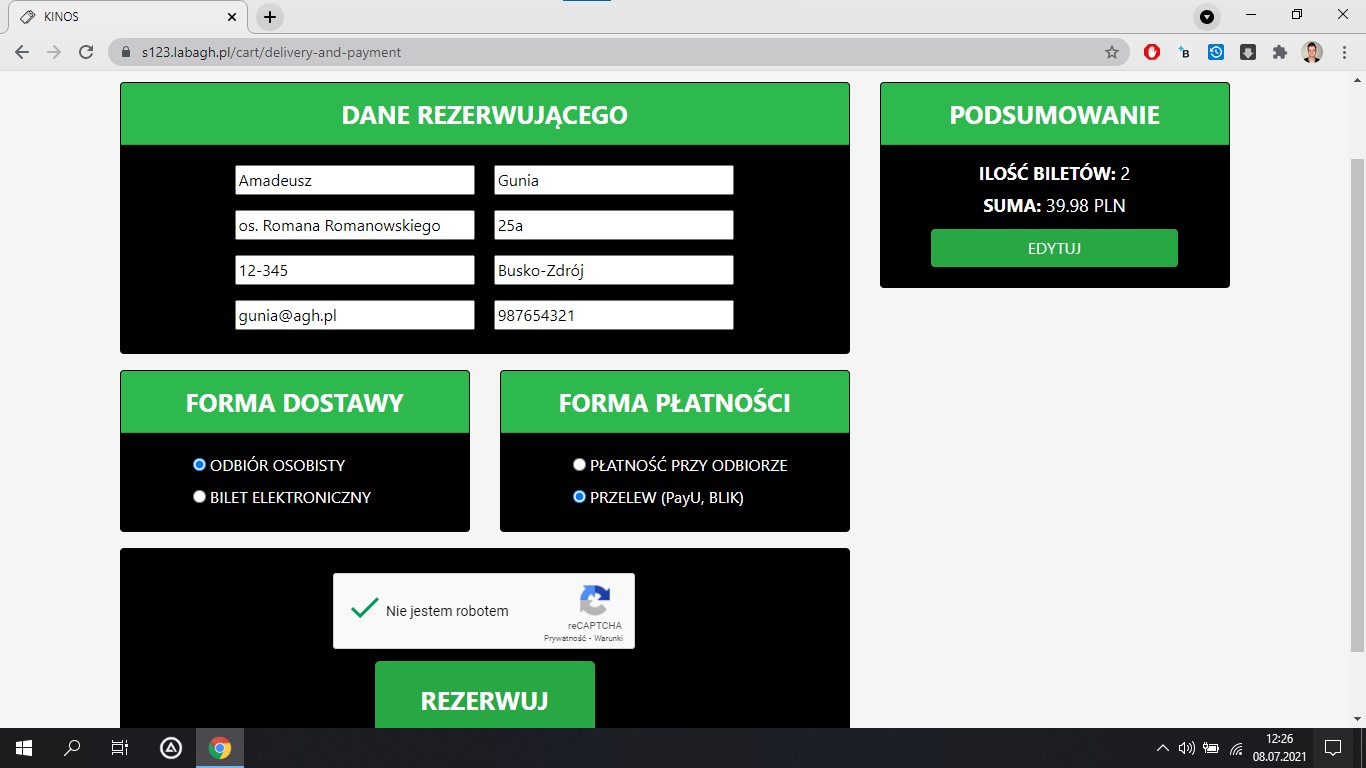 KINOS
s123.labagh.pl/cart/delivery-and-payment
DANE REZERWUJĄCEGO
Amadeusz
Gunia
os. Romana Romanowskiego
25a
12-345
Busko-Zdrój
gunia@agh.pl
987654321
PODSUMOWANIE
ILOŚĆ BILETÓW: 2
SUMA: 39.98 PLN
EDYTUJ
FORMA DOSTAWY
ODBIÓR OSOBISTY
BILET ELEKTRONICZNY
FORMA PŁATNOŚCI
PŁATNOŚĆ PRZY ODBIORZE
PRZELEW (PayU, BLIK)
Nie jestem robotem
reCAPTCHA
Prywatność - Warunki
REZERWUJ
12:26
08.07.2021